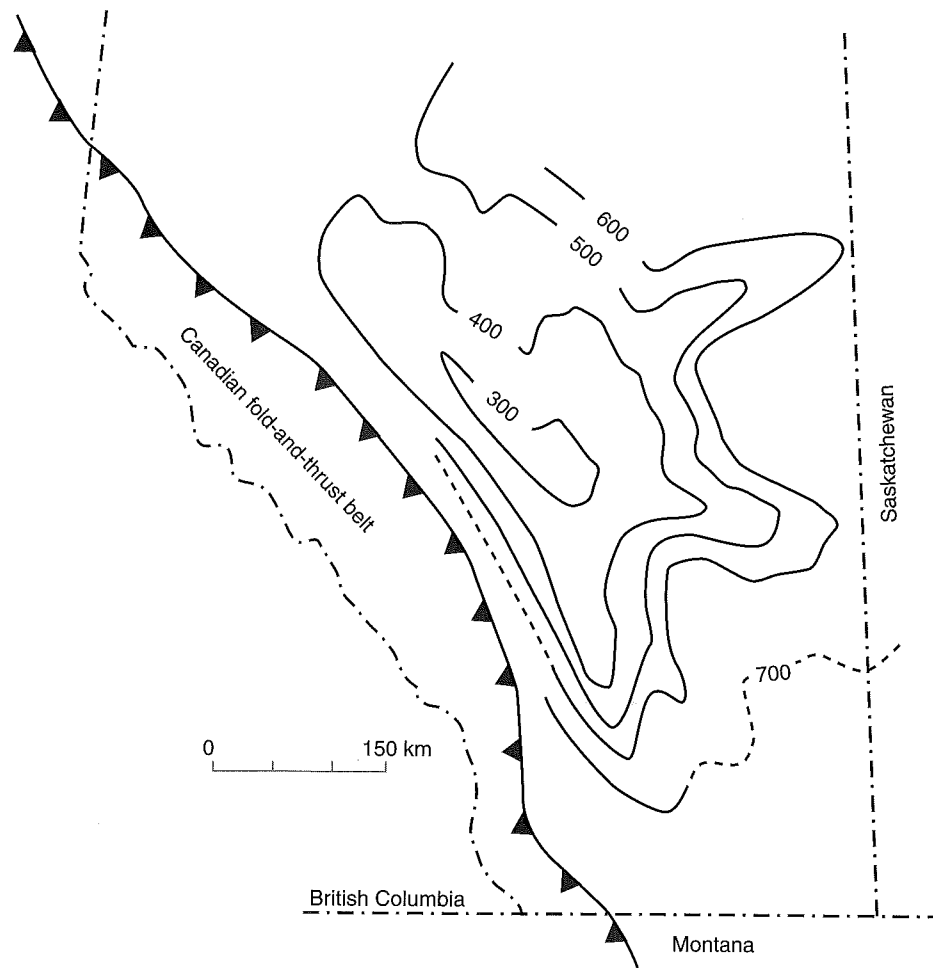 600
500
400
300
Canadian fold-and-thrust belt
Saskatchewan
700
0 150 km
British Columbia
Montana